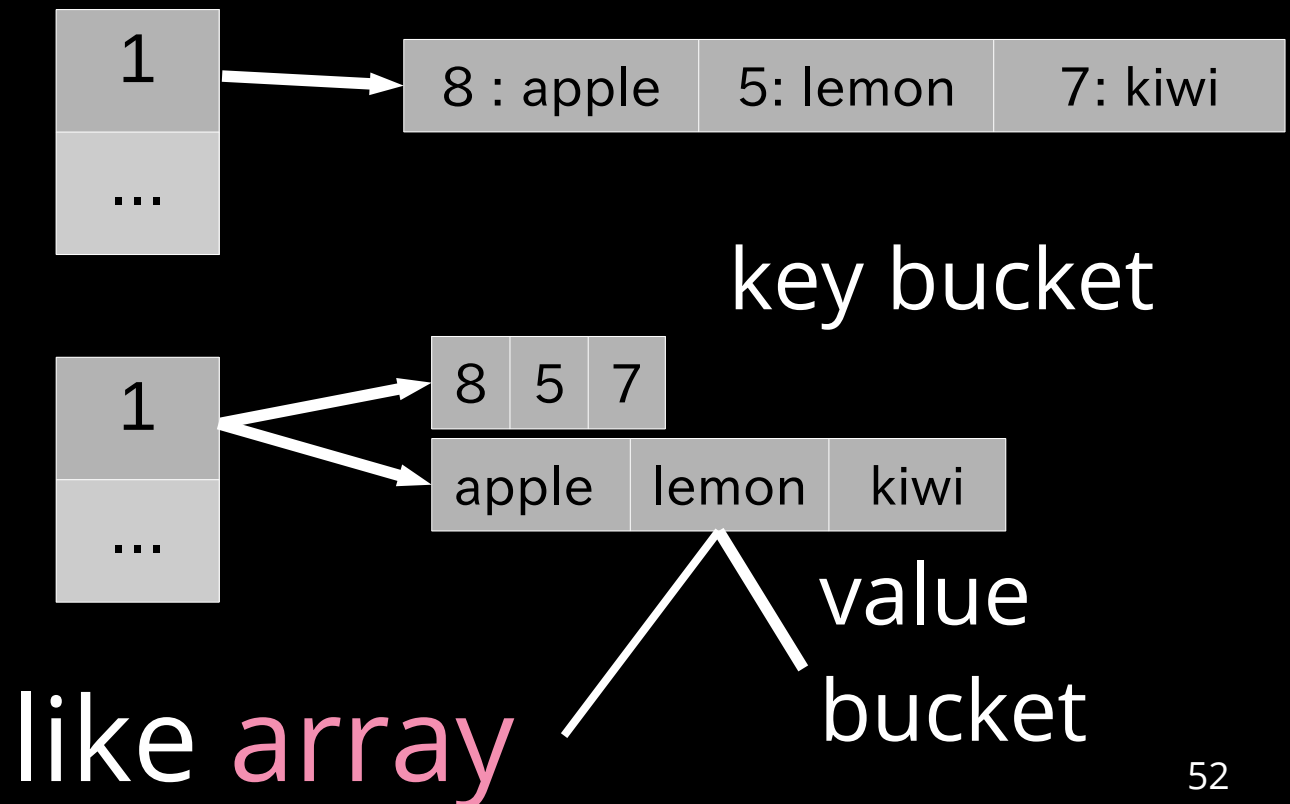 1
8 : apple 5: lemon 7: kiwi
...
key bucket
1
8 5 7
apple lemon kiwi
...
value
bucket
like array
52